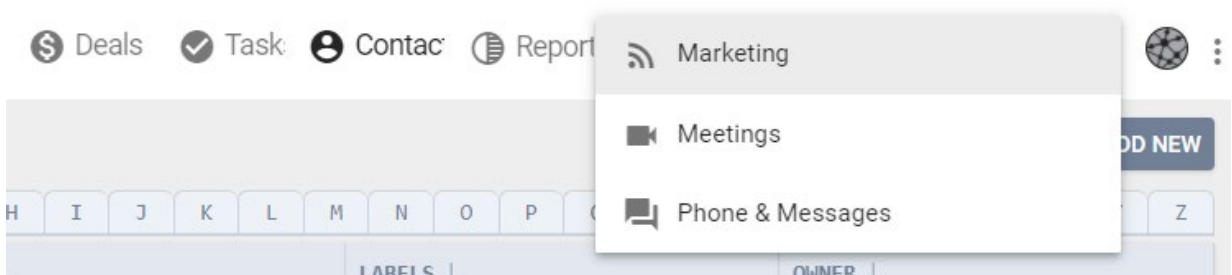 Deals Task Contac Report
Marketing
Meetings
DD NEW
H I J K L M N O P Z
Phone & Messages
LABELS | OWNER |